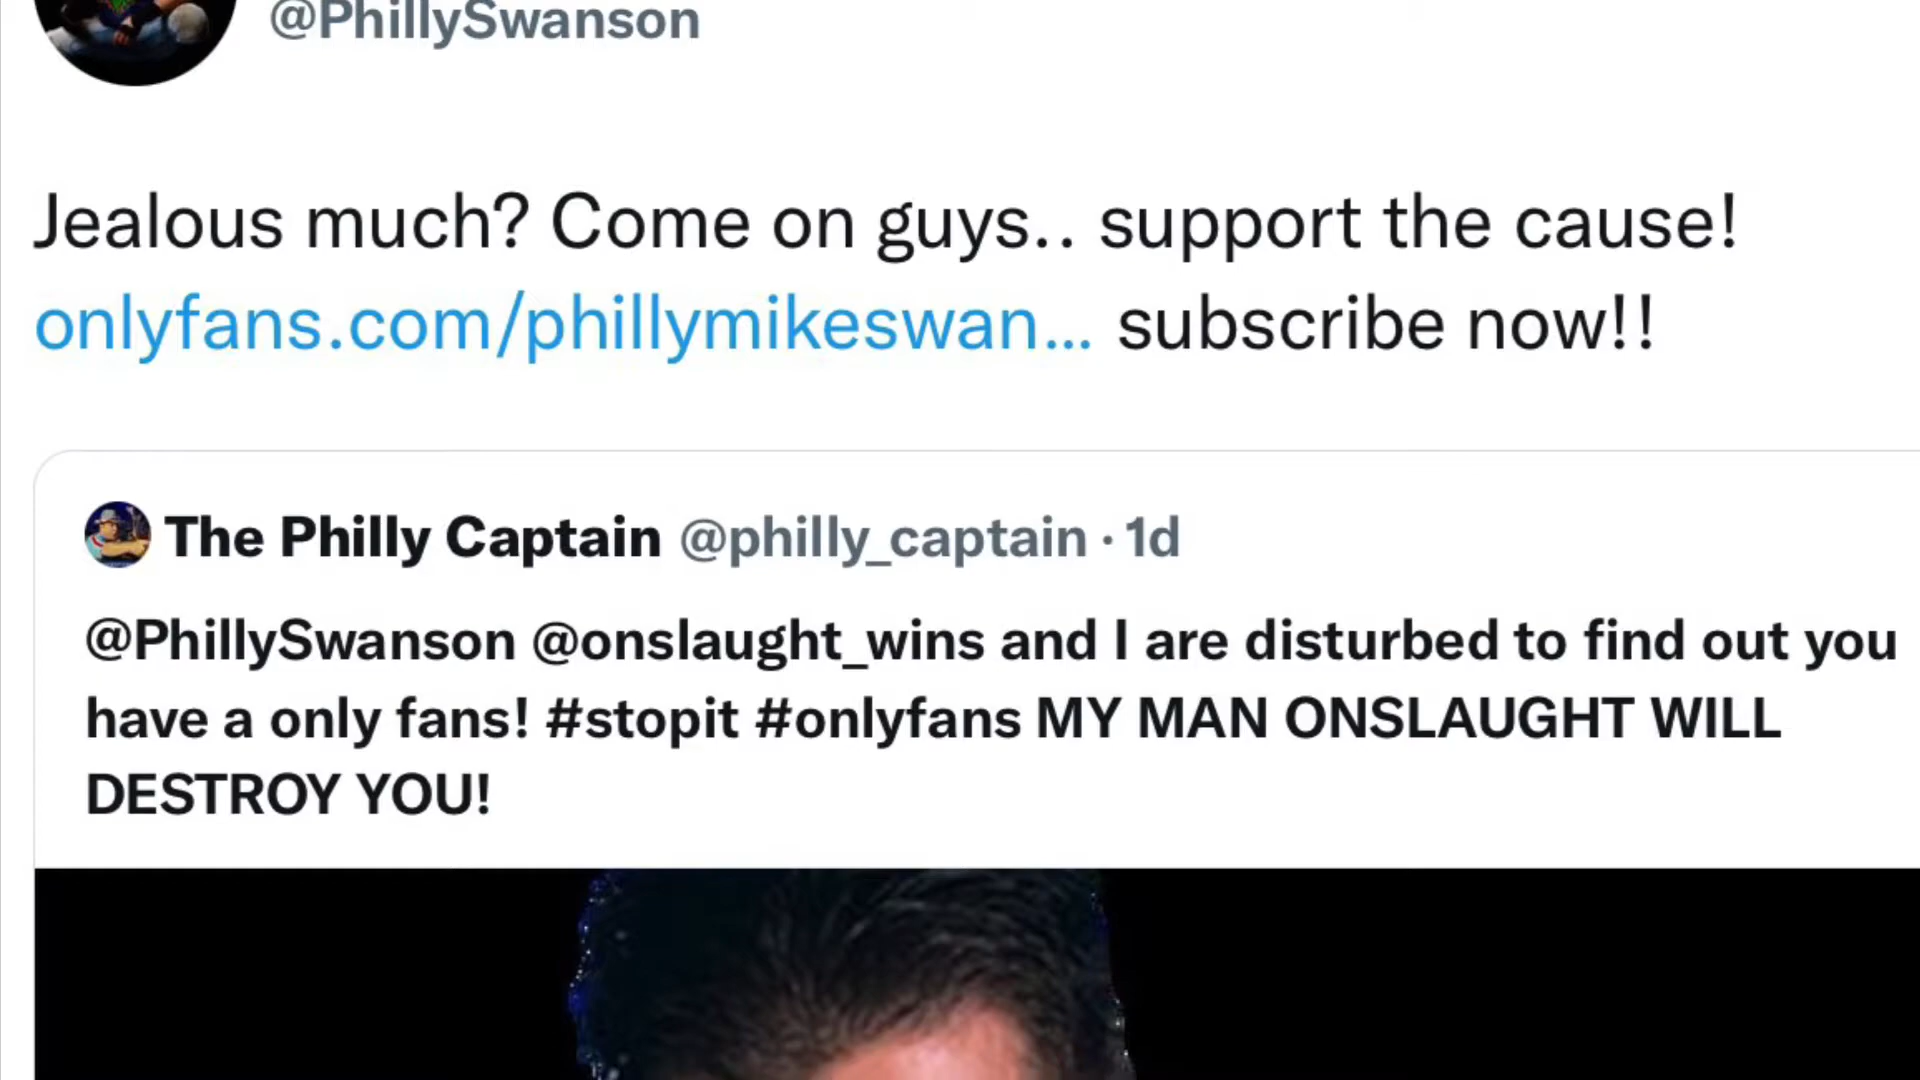 @PhillySwanson
Jealous much? Come on guys.. support the cause!
onlyfans.com/phillymikeswan... subscribe now!!
The Philly Captain @philly_captain · 1d
@PhillySwanson @onslaught_wins and I are disturbed to find out you
have a only fans! #stopit #onlyfans MY MAN ONSLAUGHT WILL
DESTROY YOU!